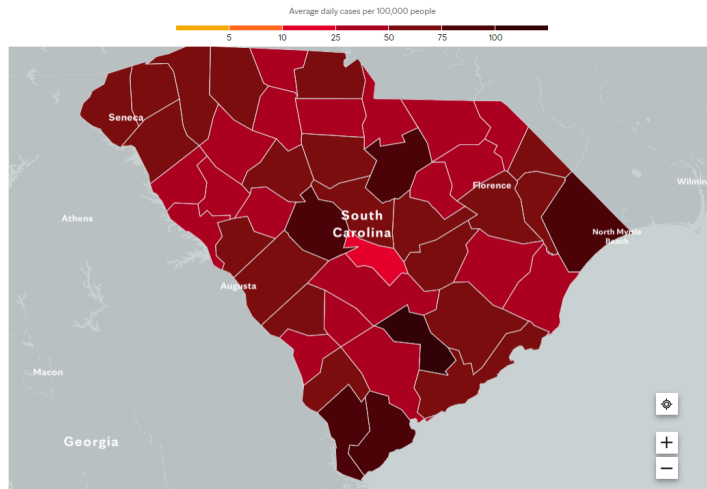 Average daily cases per 100,000 people
5 10 25 50 75 100
Seneca
Florence
Wilmin
Athens
South
Carolina
North Myrtle
Beach
Augusta
Macon
Georgia